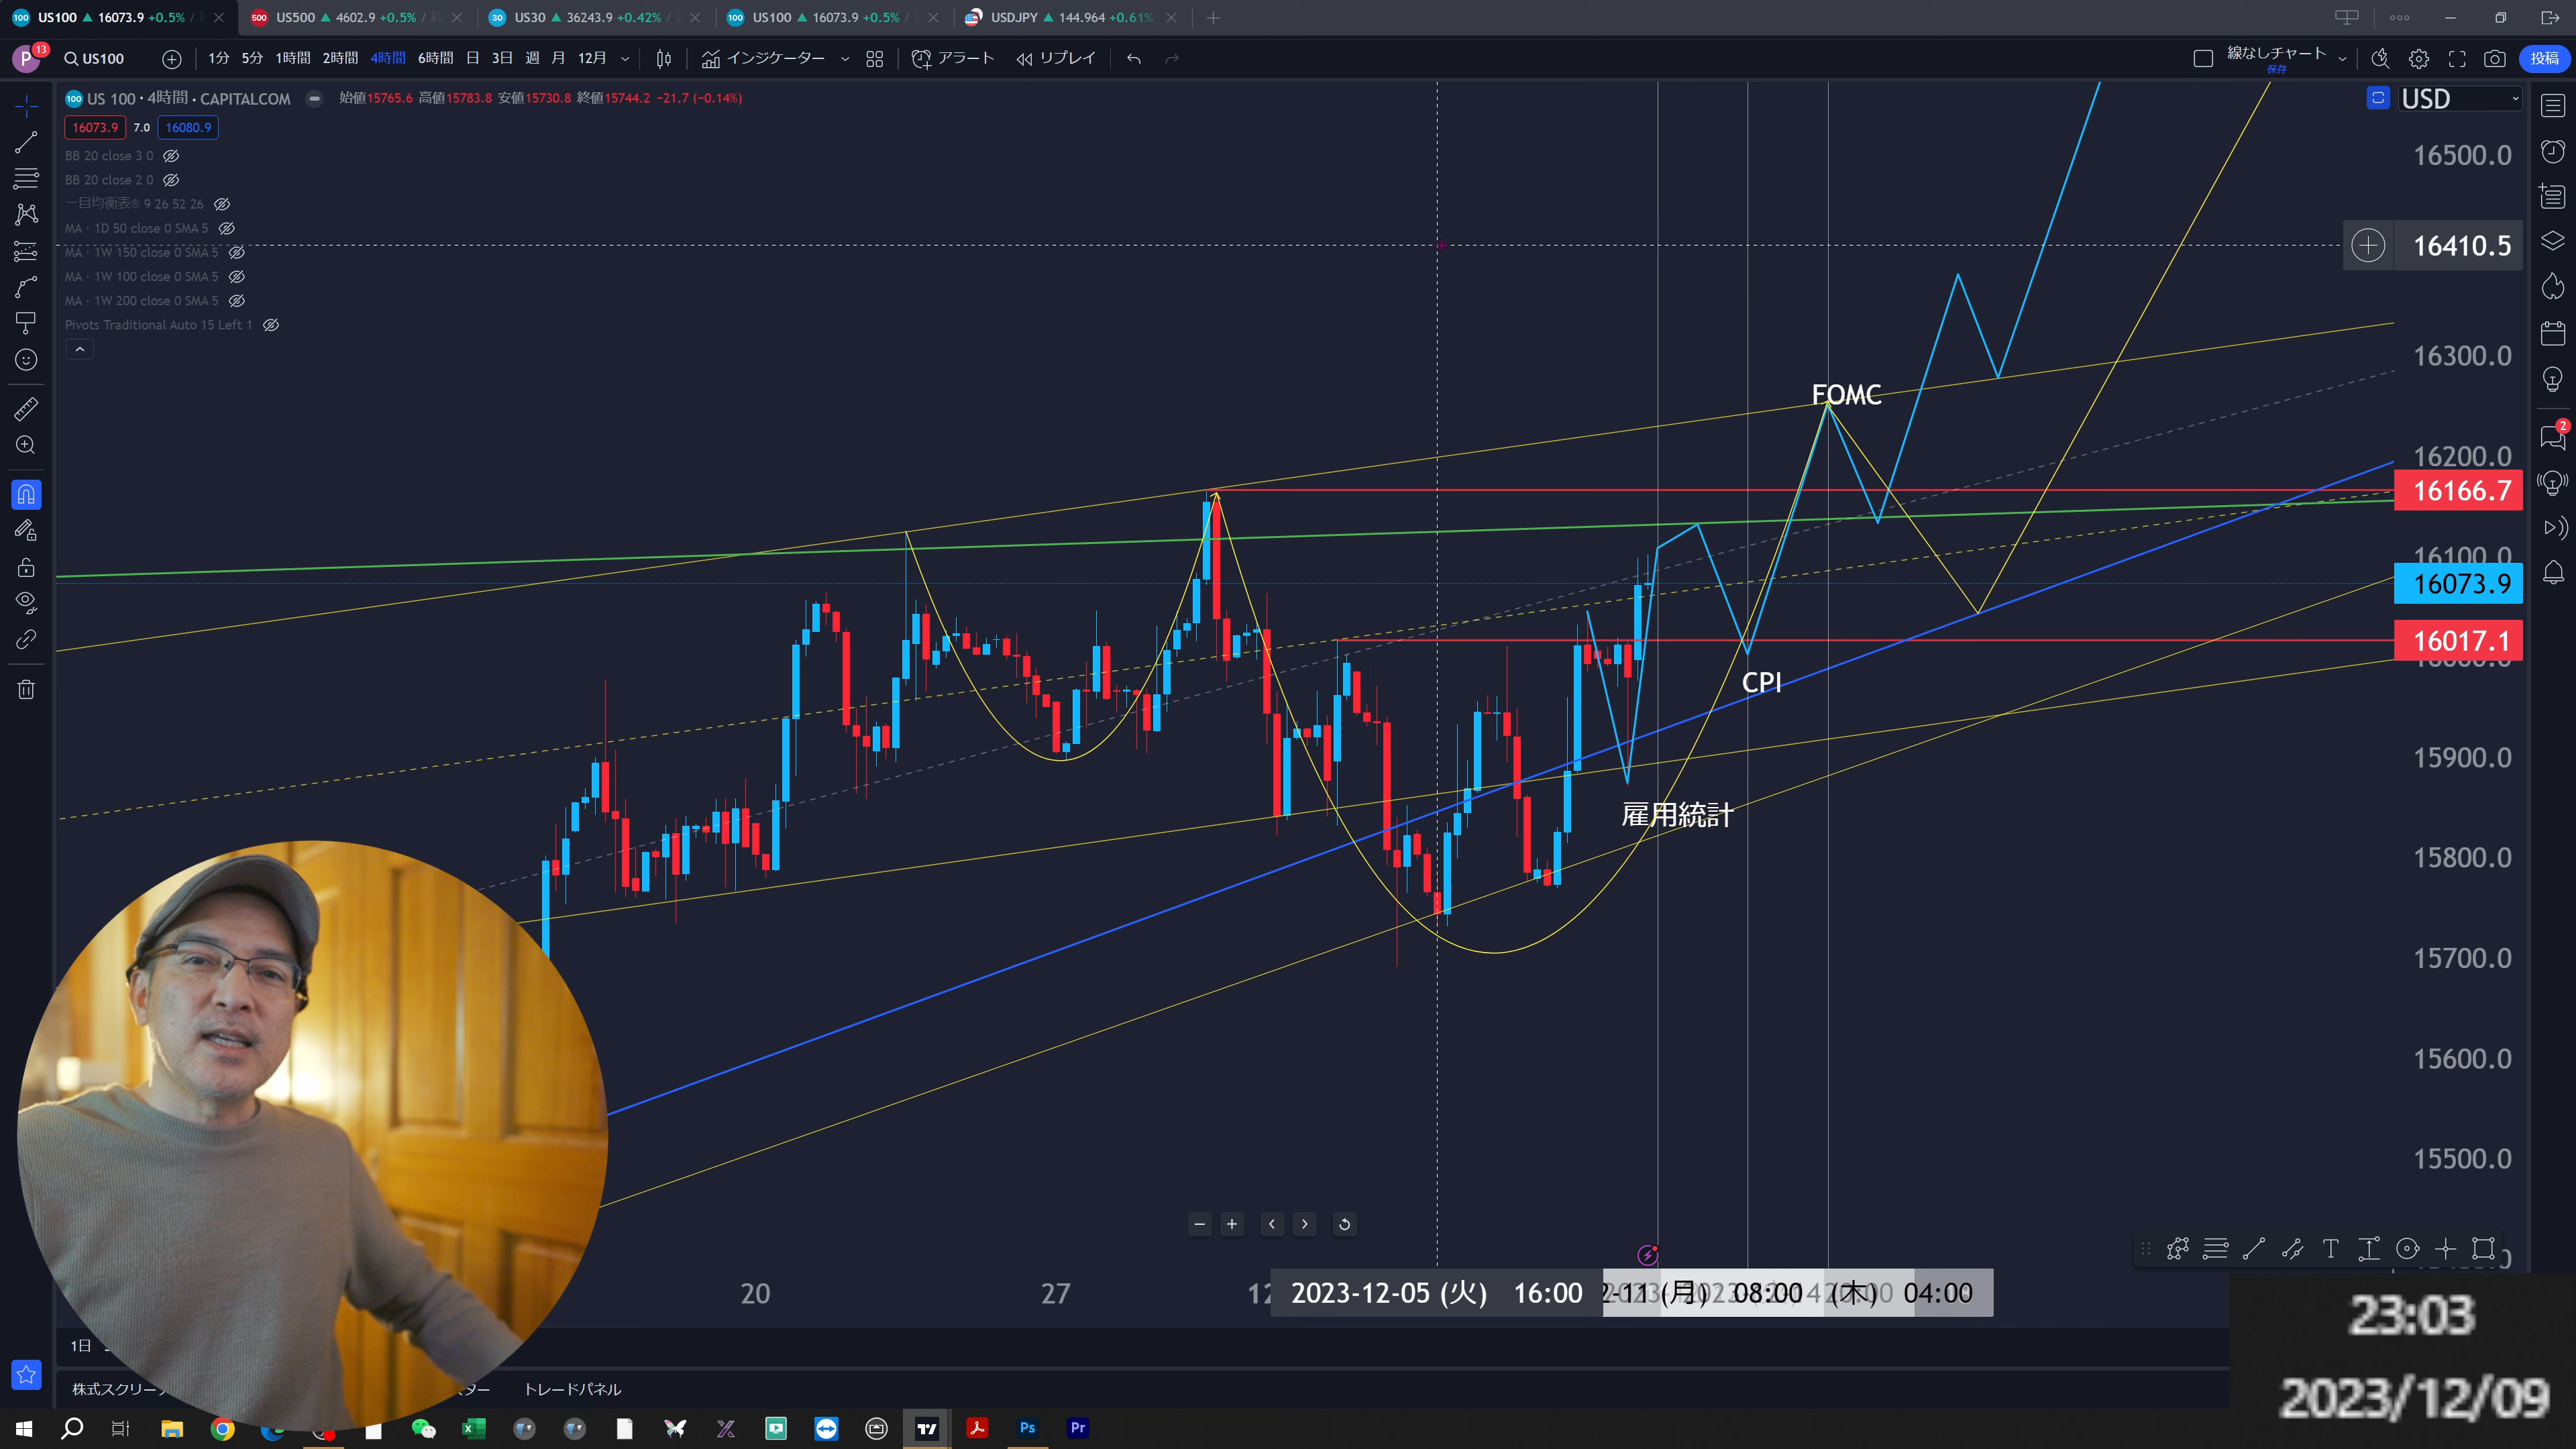 US100 ▲ 16073.9 +0.5% /
US500 ▲ 4602.9 +0.5% /
US30 ▲ 36243.9 +0.42% /
US100 ▲ 16073.9 +0.5% /
USDJPY ▲ 144.964 +0.61%
P 13
US100
1分 5分 1時間 2時間 4時間 6時間 日 3日 週 月 12月
インジケーター
アラート
リプレイ
線なしチャート
保存
投稿
100 US 100・4時間・CAPITALCOM
始値15765.6 高値15783.8 安値15730.8 終値15744.2 −21.7 (−0.14%)
USD
16073.9 7.0 16080.9
BB 20 close 3 0
BB 20 close 2 0
一目均衡表® 9 26 52 26
MA・1D 50 close 0 SMA 5
MA・1W 150 close 0 SMA 5
MA・1W 100 close 0 SMA 5
MA・1W 200 close 0 SMA 5
Pivots Traditional Auto 15 Left 1
16500.0
16410.5
16300.0
FOMC
16200.0
16166.7
16100.0
16073.9
16017.1
CPI
15900.0
雇用統計
15800.0
15700.0
15600.0
15500.0
20
27
2023-12-05 (火) 16:00
(月)
08:00
(木)
04:00
1日
23:03
2023/12/09
トレードパネル
Ps
Pr